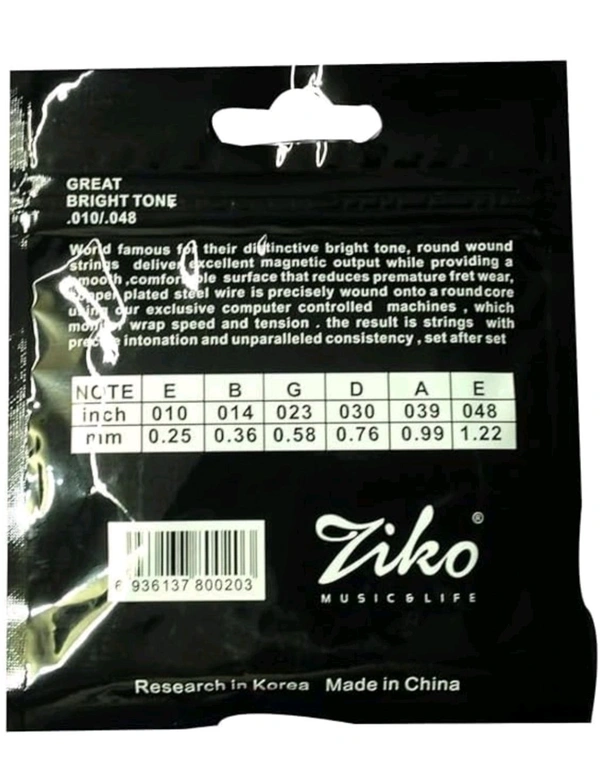 GREAT
BRIGHT TONE
.010/.048
World famous for their distinctive bright tone, round wound
strings deliver excellent magnetic output while providing a
smooth ,comfortable surface that reduces premature fret wear,
copper plated steel wire is precisely wound onto a round core
using our exclusive computer controlled machines , which
monitor wrap speed and tension . the result is strings with
precise intonation and unparalleled consistency , set after set
NOTE E B G D A E
inch 010 014 023 030 039 048
mm 0.25 0.36 0.58 0.76 0.99 1.22
6 936137 800203
Ziko®
MUSIC & LIFE
Research in Korea Made in China